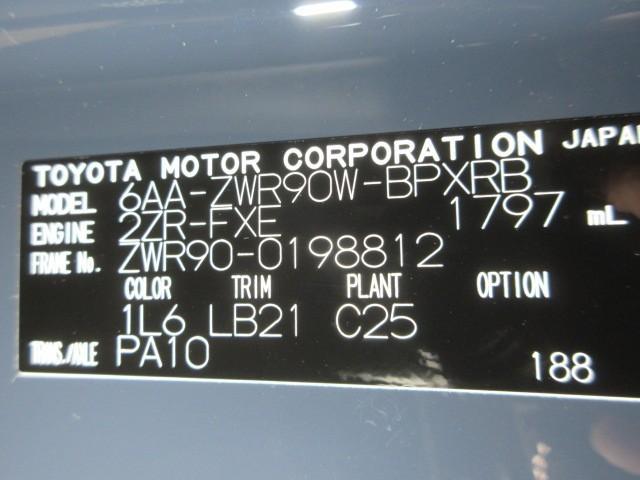 TOYOTA MOTOR CORPORATION JAPAN
MODEL 6AA-ZWR90W-BPXRB
ENGINE 2ZR-FXE 1797 mL
FRAME No. ZWR90-0198812
COLOR TRIM PLANT OPTION
1L6 LB21 C25
TRANS./AXLE PA10
188